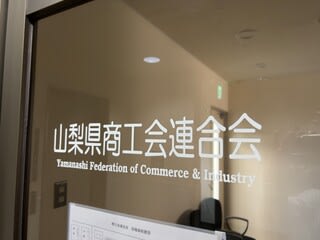 山梨県商工会連合会
Yamanashi Federation of Commerce & Industry